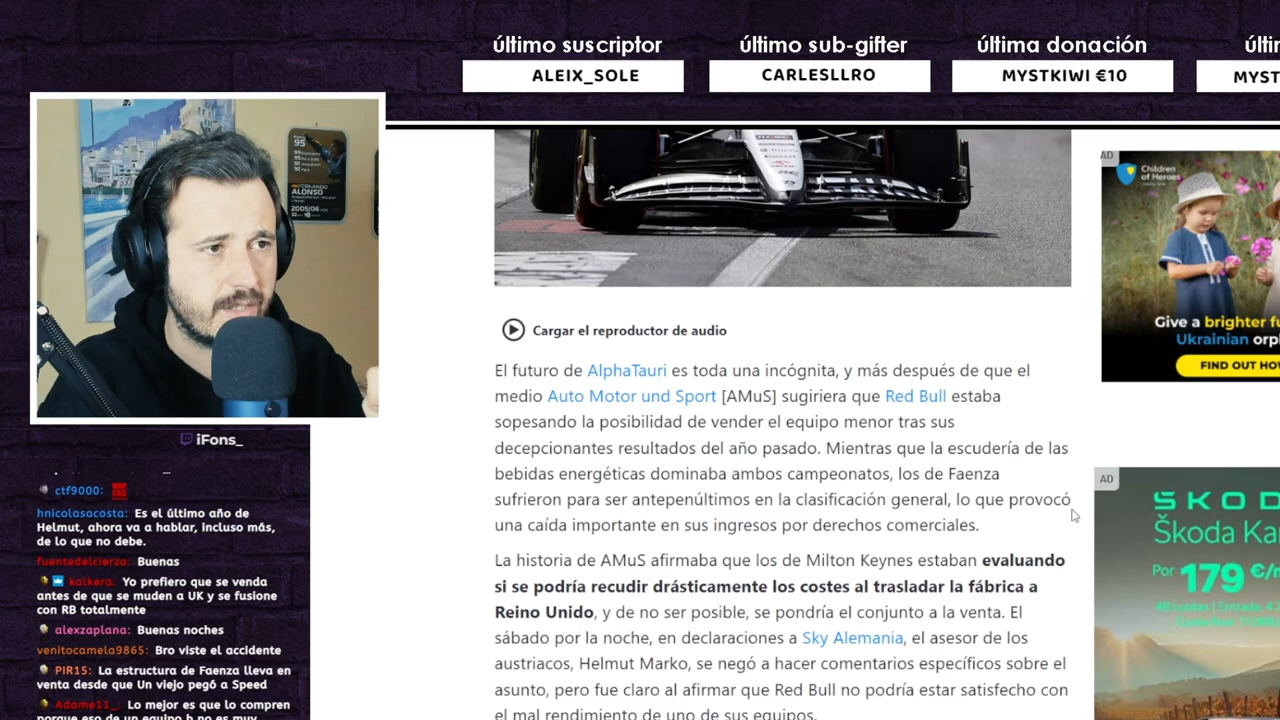 último suscriptor
último sub-gifter
última donación
ALEIX_SOLE
CARLESLLRO
MYSTKIWI €10
95
FERNANDO
ALONSO
2005/06
iFons_
ctf9000:
hnicolasacosta: Es el último año de
Helmut, ahora va a hablar, incluso más,
de lo que no debe.
fuentedelcierzo: Buenas
kalkera: Yo prefiero que se venda
antes de que se muden a UK y se fusione
con RB totalmente
alexzaplana: Buenas noches
venitocamela9865: Bro viste el accidente
PIR15: La estructura de Faenza lleva en
venta desde que Un viejo pegó a Speed
Adame11_: Lo mejor es que lo compren
porque eso de un equipo b no es muy
Cargar el reproductor de audio
El futuro de AlphaTauri es toda una incógnita, y más después de que el
medio Auto Motor und Sport [AMuS] sugiriera que Red Bull estaba
sopesando la posibilidad de vender el equipo menor tras sus
decepcionantes resultados del año pasado. Mientras que la escudería de las
bebidas energéticas dominaba ambos campeonatos, los de Faenza
sufrieron para ser antepenúltimos en la clasificación general, lo que provocó
una caída importante en sus ingresos por derechos comerciales.
La historia de AMuS afirmaba que los de Milton Keynes estaban evaluando
si se podría recudir drásticamente los costes al trasladar la fábrica a
Reino Unido, y de no ser posible, se pondría el conjunto a la venta. El
sábado por la noche, en declaraciones a Sky Alemania, el asesor de los
austriacos, Helmut Marko, se negó a hacer comentarios específicos sobre el
asunto, pero fue claro al afirmar que Red Bull no podría estar satisfecho con
el mal rendimiento de uno de sus equipos.
AD
Children
of Heroes
Give a brighter
Ukrainian
FIND OUT
AD
Škoda
Por 179 €